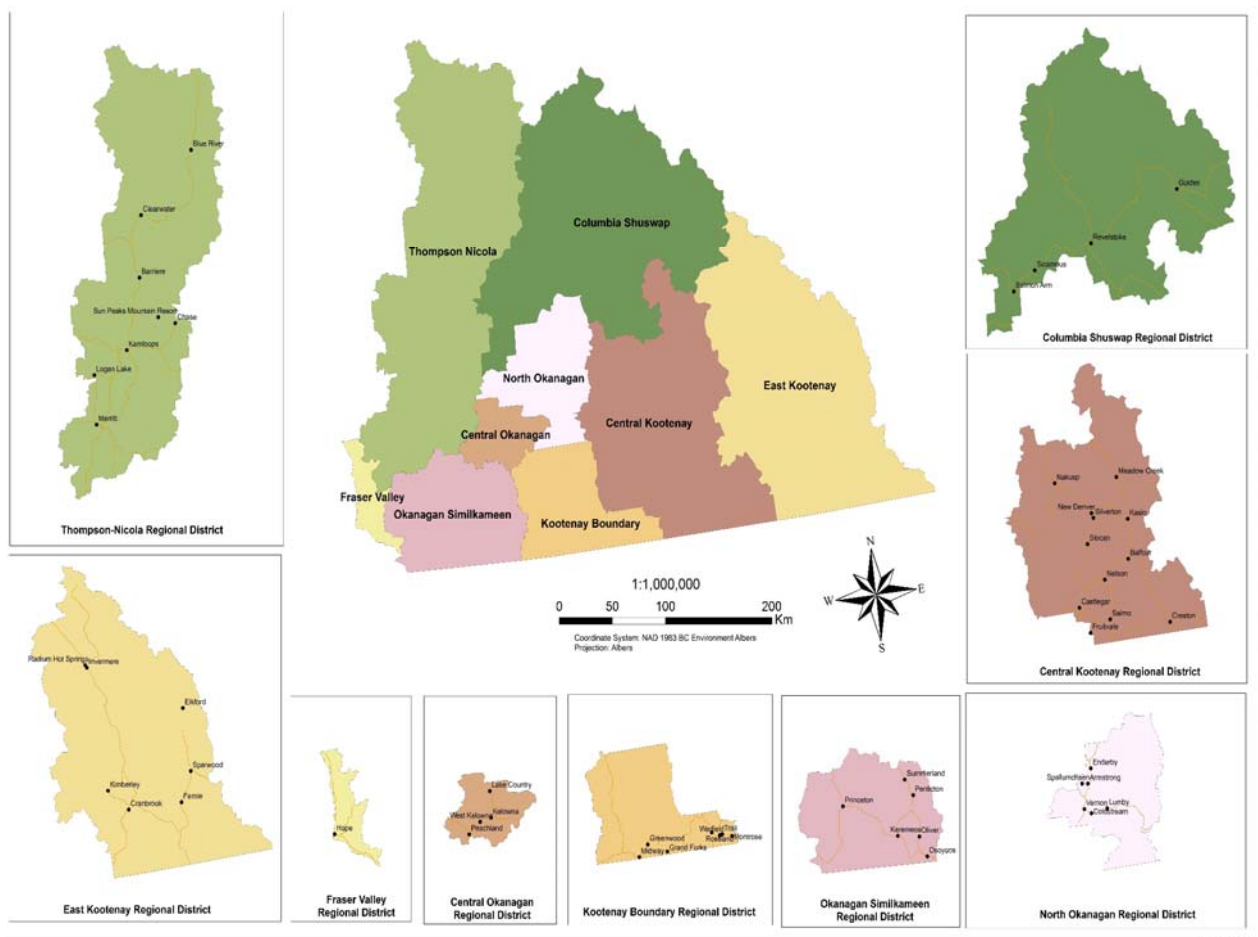 Blue River
Clearwater
Barriere
Sun Peaks Mountain Resort
Chase
Kamloops
Logan Lake
Merritt
Thompson-Nicola Regional District
Columbia Shuswap
Thompson Nicola
North Okanagan
East Kootenay
Central Okanagan
Central Kootenay
Fraser Valley
Okanagan Similkameen
Kootenay Boundary
N
W
E
S
1:1,000,000
0 50 100 200
Km
Coordinate System: NAD 1983 BC Environment Albers
Projection: Albers
Golden
Revelstoke
Sicamous
Salmon Arm
Columbia Shuswap Regional District
Meadow Creek
Nakusp
New Denver
Silverton
Kaslo
Slocan
Balfour
Nelson
Castlegar
Salmo
Creston
Fruitvale
Central Kootenay Regional District
Radium Hot Springs
Invermere
Elkford
Sparwood
Kimberley
Fernie
Cranbrook
East Kootenay Regional District
Hope
Fraser Valley
Regional District
Lake Country
West Kelowna
Kelowna
Peachland
Central Okanagan
Regional District
Warfield
Trail
Rossland
Montrose
Greenwood
Midway
Grand Forks
Kootenay Boundary Regional District
Summerland
Penticton
Princeton
Keremeos
Oliver
Osoyoos
Okanagan Similkameen
Regional District
Enderby
Spallumcheen
Armstrong
Vernon
Lumby
Coldstream
North Okanagan Regional District